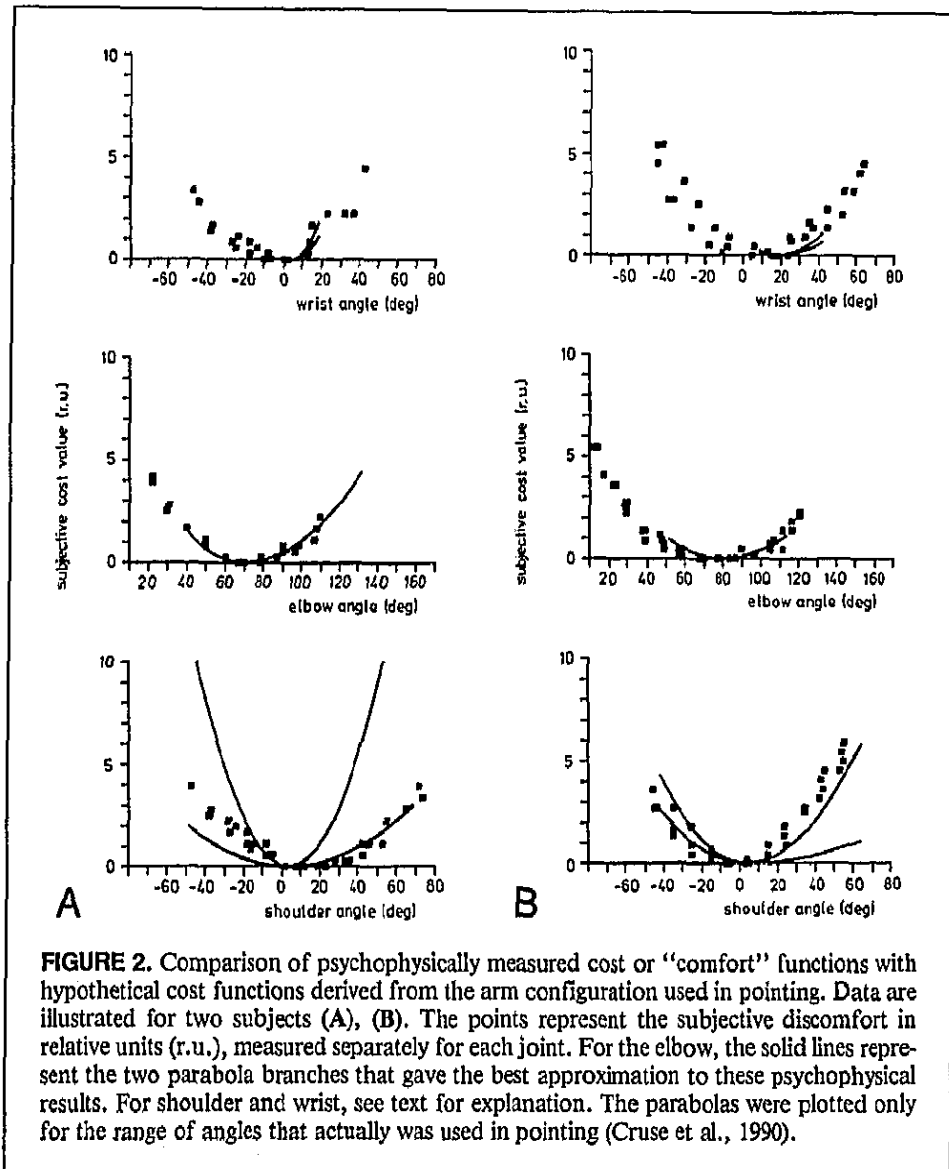 10
5
0
-60 -40 -20 0 20 40 60 80
wrist angle (deg)
10
5
0
-60 -40 -20 0 20 40 60 80
wrist angle (deg)
subjective cost value (r.u.)
10
5
0
20 40 60 80 100 120 140 160
elbow angle (deg)
subjective cost value (r.u.)
10
5
0
20 40 60 80 100 120 140 160
elbow angle (deg)
10
5
0
-60 -40 -20 0 20 40 60 80
shoulder angle (deg)
A
10
5
0
-60 -40 -20 0 20 40 60 80
shoulder angle (deg)
B
FIGURE 2. Comparison of psychophysically measured cost or “comfort” functions with
hypothetical cost functions derived from the arm configuration used in pointing. Data are
illustrated for two subjects (A), (B). The points represent the subjective discomfort in
relative units (r.u.), measured separately for each joint. For the elbow, the solid lines repre-
sent the two parabola branches that gave the best approximation to these psychophysical
results. For shoulder and wrist, see text for explanation. The parabolas were plotted only
for the range of angles that actually was used in pointing (Cruse et al., 1990).